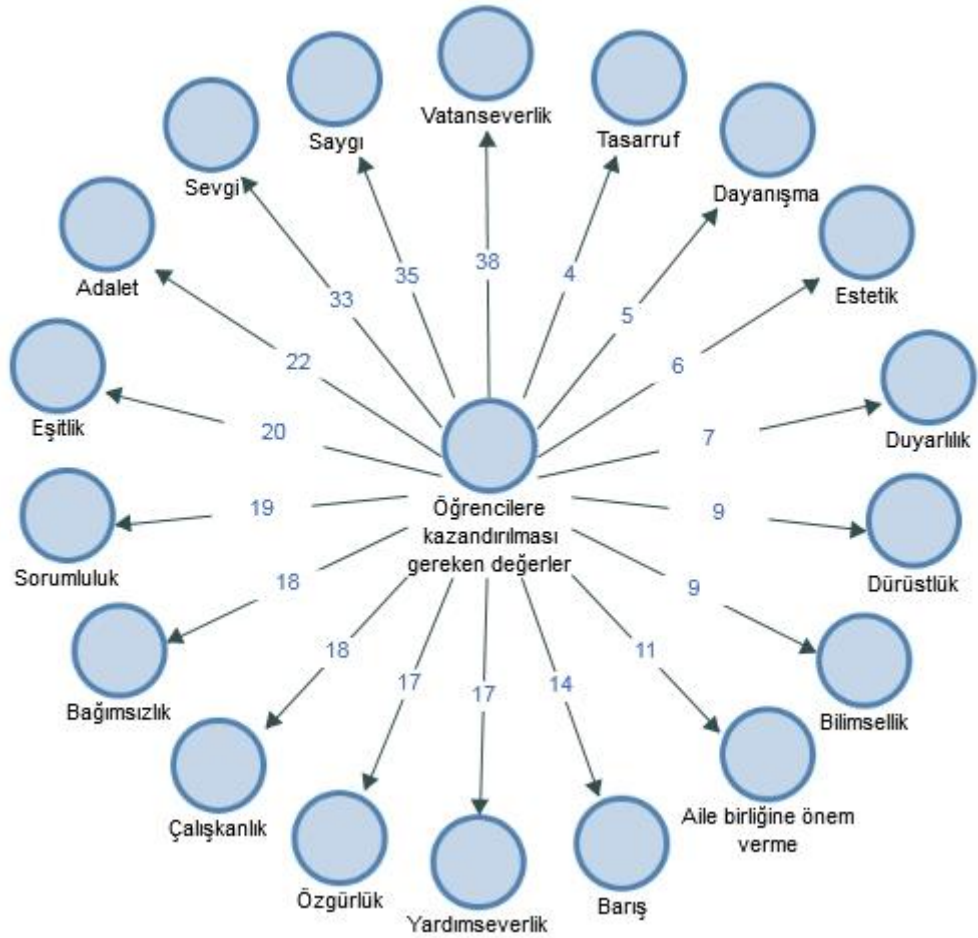 Vatanseverlik
Saygı
Tasarruf
Sevgi
Dayanışma
Adalet
Estetik
Eşitlik
Duyarlılık
Sorumluluk
Dürüstlük
Bağımsızlık
Bilimsellik
Çalışkanlık
Aile birliğine önem
verme
Özgürlük
Yardımseverlik
Barış
Öğrencilere
kazandırılması
gereken değerler
38
35
4
33
5
22
6
20
7
19
9
18
9
18
11
17
17
14